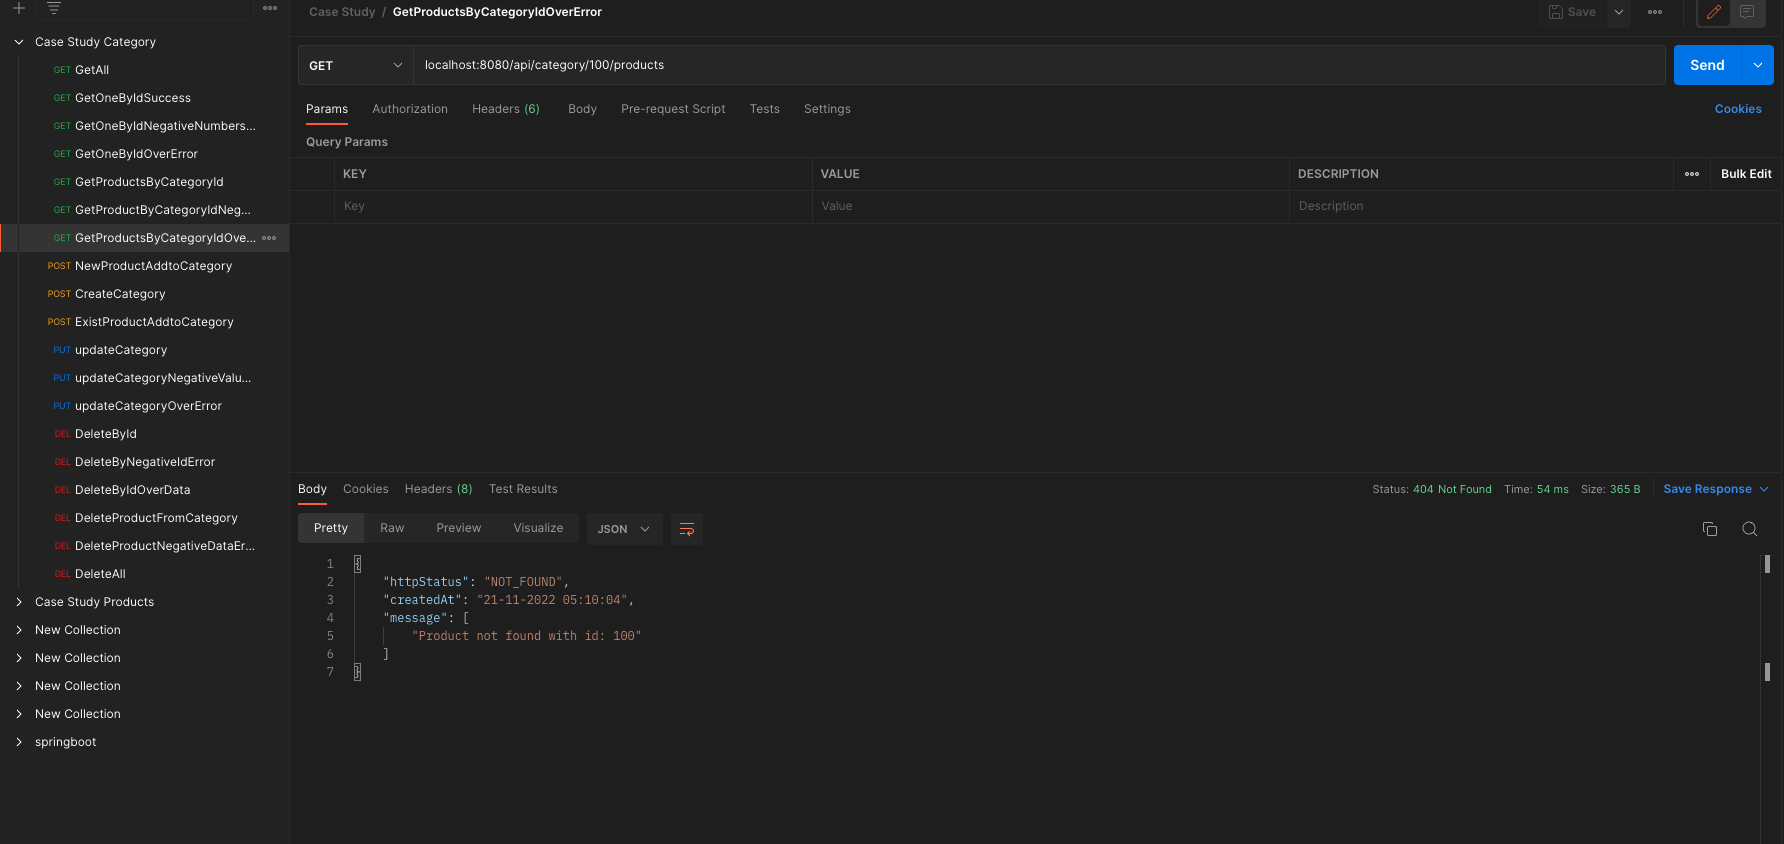 Case Study Category
GET GetAll
GET GetOneByIdSuccess
GET GetOneByIdNegativeNumbers...
GET GetOneByIdOverError
GET GetProductsByCategoryId
GET GetProductByCategoryIdNeg...
GET GetProductsByCategoryIdOve...
POST NewProductAddtoCategory
POST CreateCategory
POST ExistProductAddtoCategory
PUT updateCategory
PUT updateCategoryNegativeValu...
PUT updateCategoryOverError
DEL DeleteById
DEL DeleteByNegativeIdError
DEL DeleteByIdOverData
DEL DeleteProductFromCategory
DEL DeleteProductNegativeDataEr...
DEL DeleteAll
Case Study Products
New Collection
New Collection
New Collection
New Collection
springboot
Case Study / GetProductsByCategoryIdOverError
Save
GET localhost:8080/api/category/100/products Send
Params Authorization Headers (6) Body Pre-request Script Tests Settings Cookies
Query Params
KEY VALUE DESCRIPTION Bulk Edit
Key Value Description
Body Cookies Headers (8) Test Results Status: 404 Not Found Time: 54 ms Size: 365 B Save Response
Pretty Raw Preview Visualize JSON
1 {
2 "httpStatus": "NOT_FOUND",
3 "createdAt": "21-11-2022 05:10:04",
4 "message": [
5 "Product not found with id: 100"
6 ]
7 }